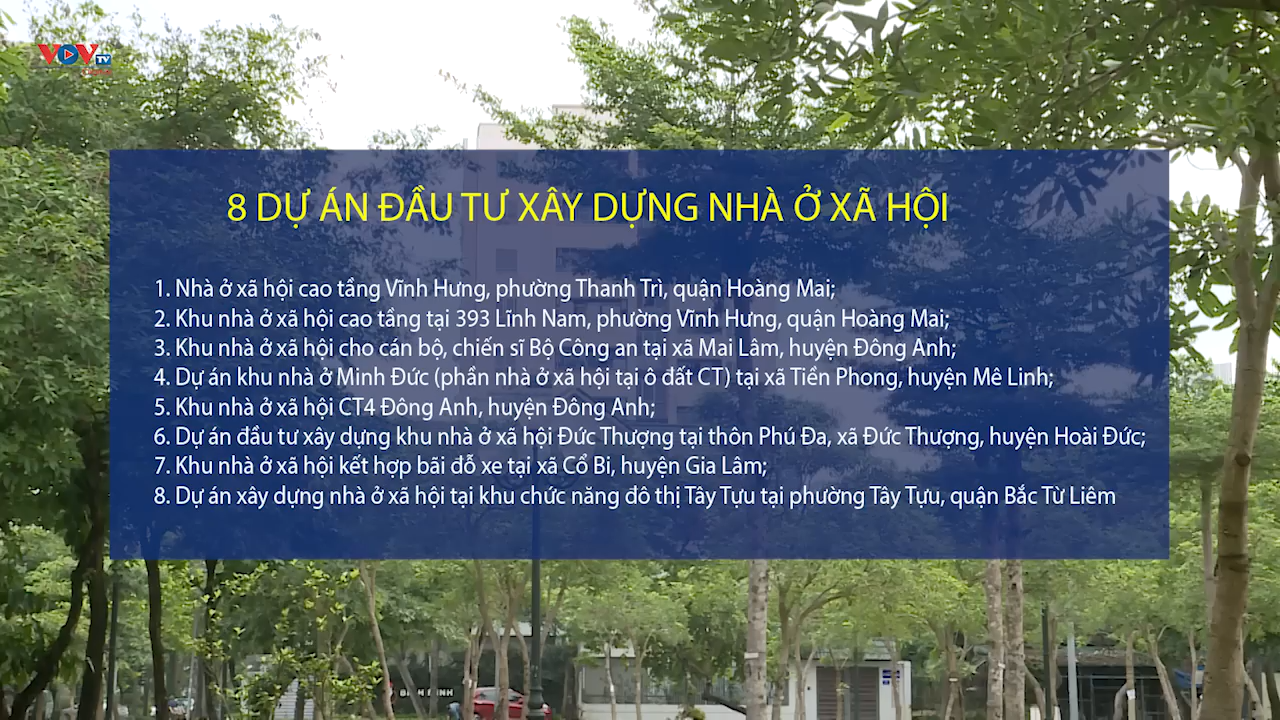 VOV TV
8 DỰ ÁN ĐẦU TƯ XÂY DỰNG NHÀ Ở XÃ HỘI
1. Nhà ở xã hội cao tầng Vĩnh Hưng, phường Thanh Trì, quận Hoàng Mai;
2. Khu nhà ở xã hội cao tầng tại 393 Lĩnh Nam, phường Vĩnh Hưng, quận Hoàng Mai;
3. Khu nhà ở xã hội cho cán bộ, chiến sĩ Bộ Công an tại xã Mai Lâm, huyện Đông Anh;
4. Dự án khu nhà ở Minh Đức (phần nhà ở xã hội tại ô đất CT) tại xã Tiền Phong, huyện Mê Linh;
5. Khu nhà ở xã hội CT4 Đông Anh, huyện Đông Anh;
6. Dự án đầu tư xây dựng khu nhà ở xã hội Đức Thượng tại thôn Phú Đa, xã Đức Thượng, huyện Hoài Đức;
7. Khu nhà ở xã hội kết hợp bãi đỗ xe tại xã Cổ Bi, huyện Gia Lâm;
8. Dự án xây dựng nhà ở xã hội tại khu chức năng đô thị Tây Tựu tại phường Tây Tựu, quận Bắc Từ Liêm